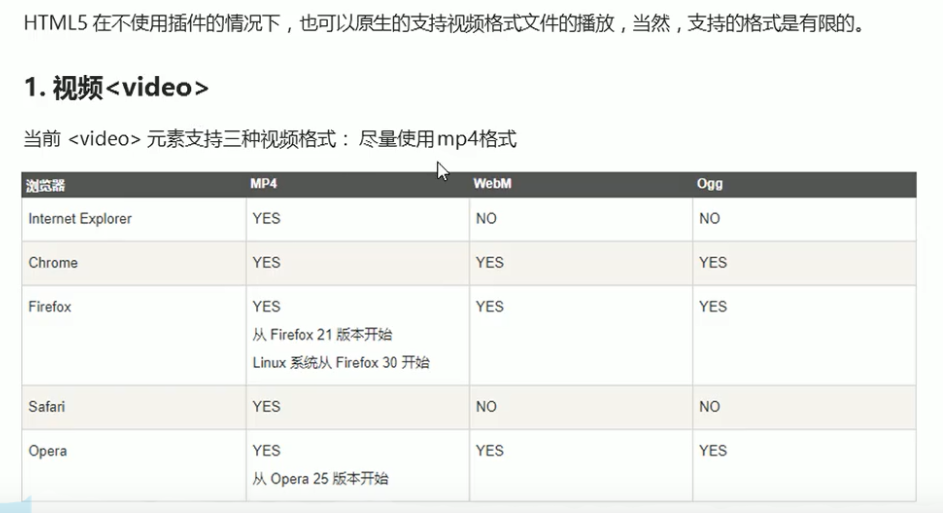 HTML5 在不使用插件的情况下，也可以原生的支持视频格式文件的播放，当然，支持的格式是有限的。
1. 视频<video>
当前 <video> 元素支持三种视频格式： 尽量使用mp4格式
浏览器 MP4 WebM Ogg
Internet Explorer YES NO NO
Chrome YES YES YES
Firefox YES YES YES
从 Firefox 21 版本开始
Linux 系统从 Firefox 30 开始
Safari YES NO NO
Opera YES YES YES
从 Opera 25 版本开始